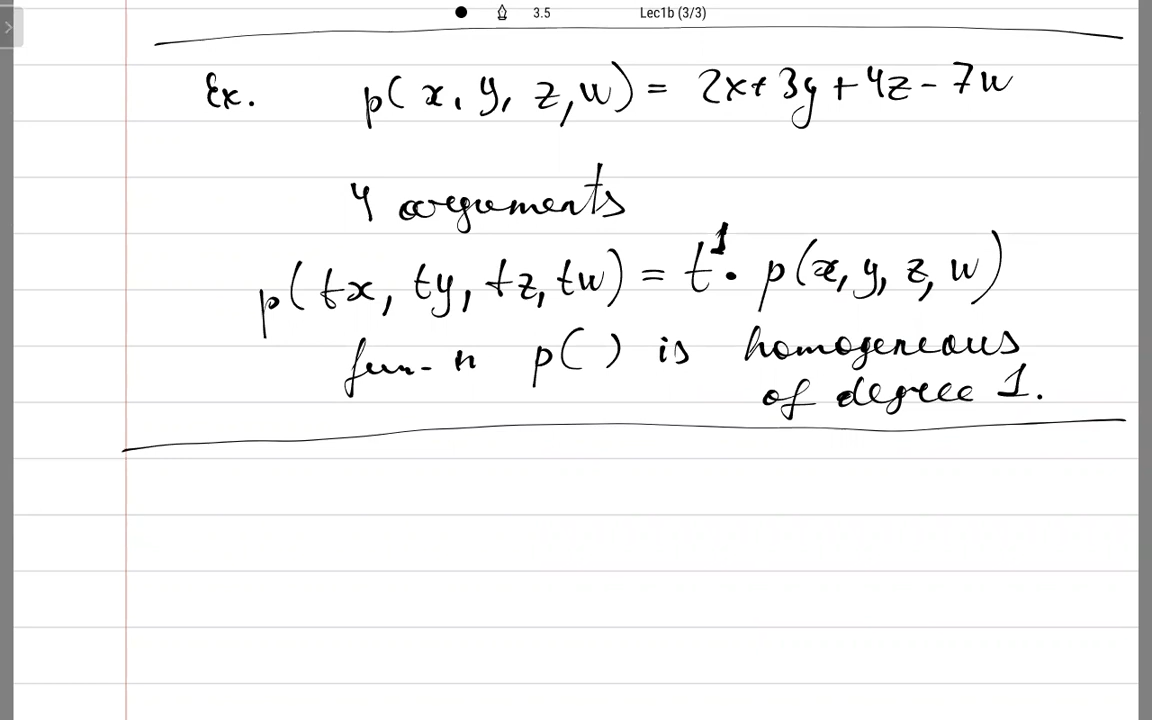 3.5 Lec1b (3/3)
Ex. p(x, y, z, w) = 2x + 3y + 4z - 7w
4 arguments
p(tx, ty, tz, tw) = t¹ · p(x, y, z, w)
fun-n p( ) is homogeneous
of degree 1.